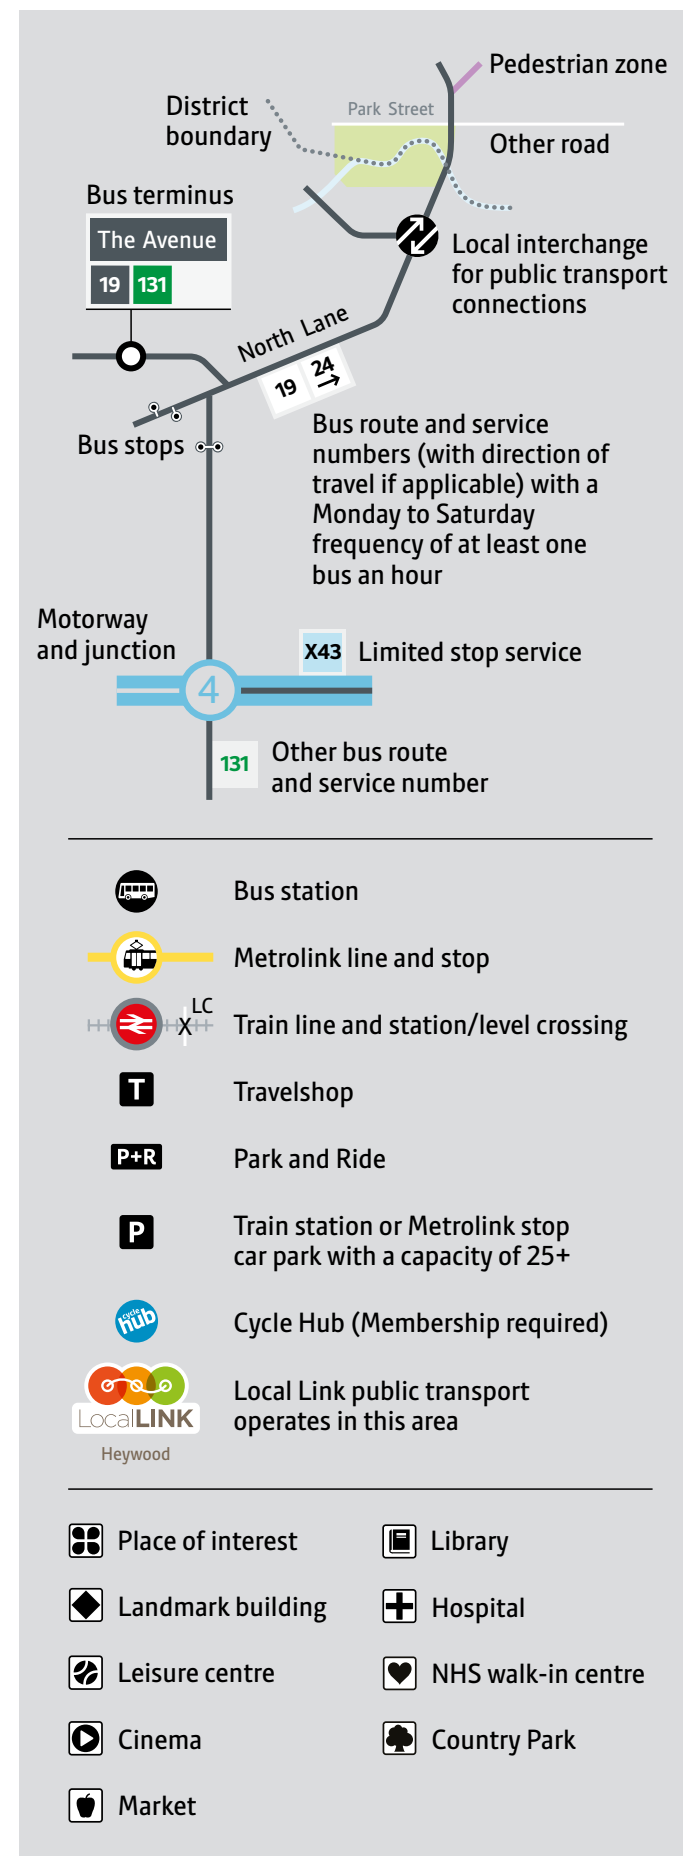 Pedestrian zone
District
boundary
Park Street
Other road
Bus terminus
The Avenue
19 131
Local interchange
for public transport
connections
North Lane
19 24
Bus stops
Bus route and service
numbers (with direction of
travel if applicable) with a
Monday to Saturday
frequency of at least one
bus an hour
Motorway
and junction
X43 Limited stop service
4
131
Other bus route
and service number
Bus station
Metrolink line and stop
X LC
Train line and station/level crossing
T Travelshop
P+R Park and Ride
P
Train station or Metrolink stop
car park with a capacity of 25+
cycle
hub
Cycle Hub (Membership required)
LocalLINK
Heywood
Local Link public transport
operates in this area
Place of interest
Library
Landmark building
Hospital
Leisure centre
NHS walk-in centre
Cinema
Country Park
Market